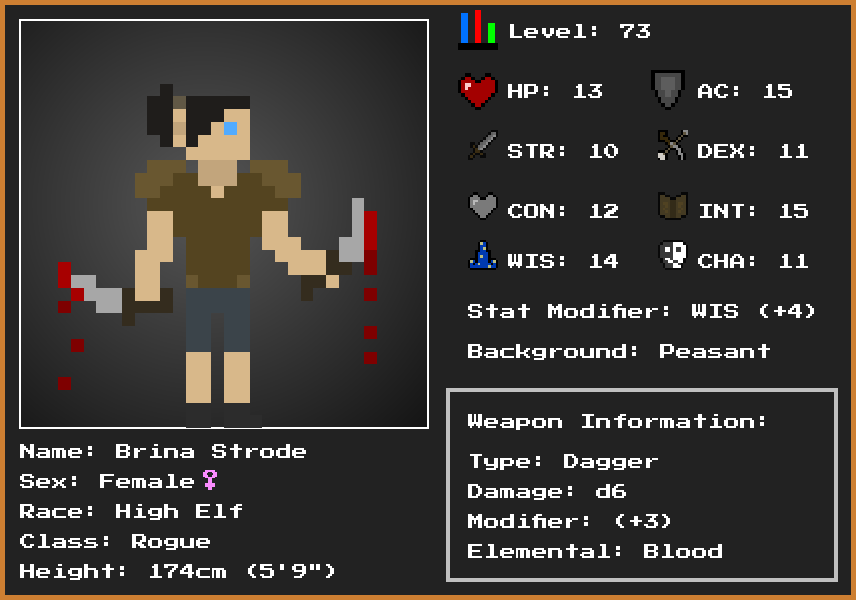 Level: 73
HP: 13 AC: 15
STR: 10 DEX: 11
CON: 12 INT: 15
WIS: 14 CHA: 11
Stat Modifier: WIS (+4)
Background: Peasant
Weapon Information:
Type: Dagger
Damage: d6
Modifier: (+3)
Elemental: Blood
Name: Brina Strode
Sex: Female♀
Race: High Elf
Class: Rogue
Height: 174cm (5'9")